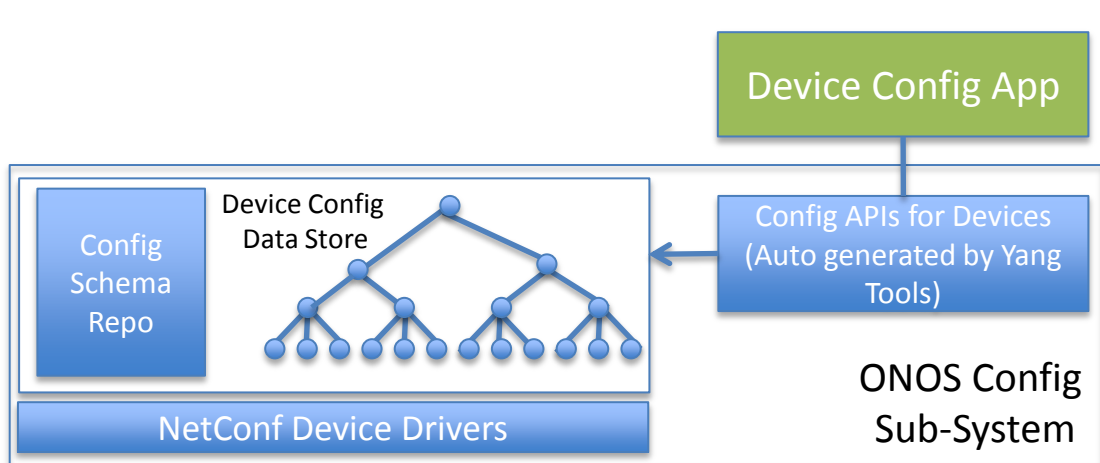 Device Config App
Device Config
Data Store
Config
Schema
Repo
Config APIs for Devices
(Auto generated by Yang
Tools)
ONOS Config
Sub-System
NetConf Device Drivers